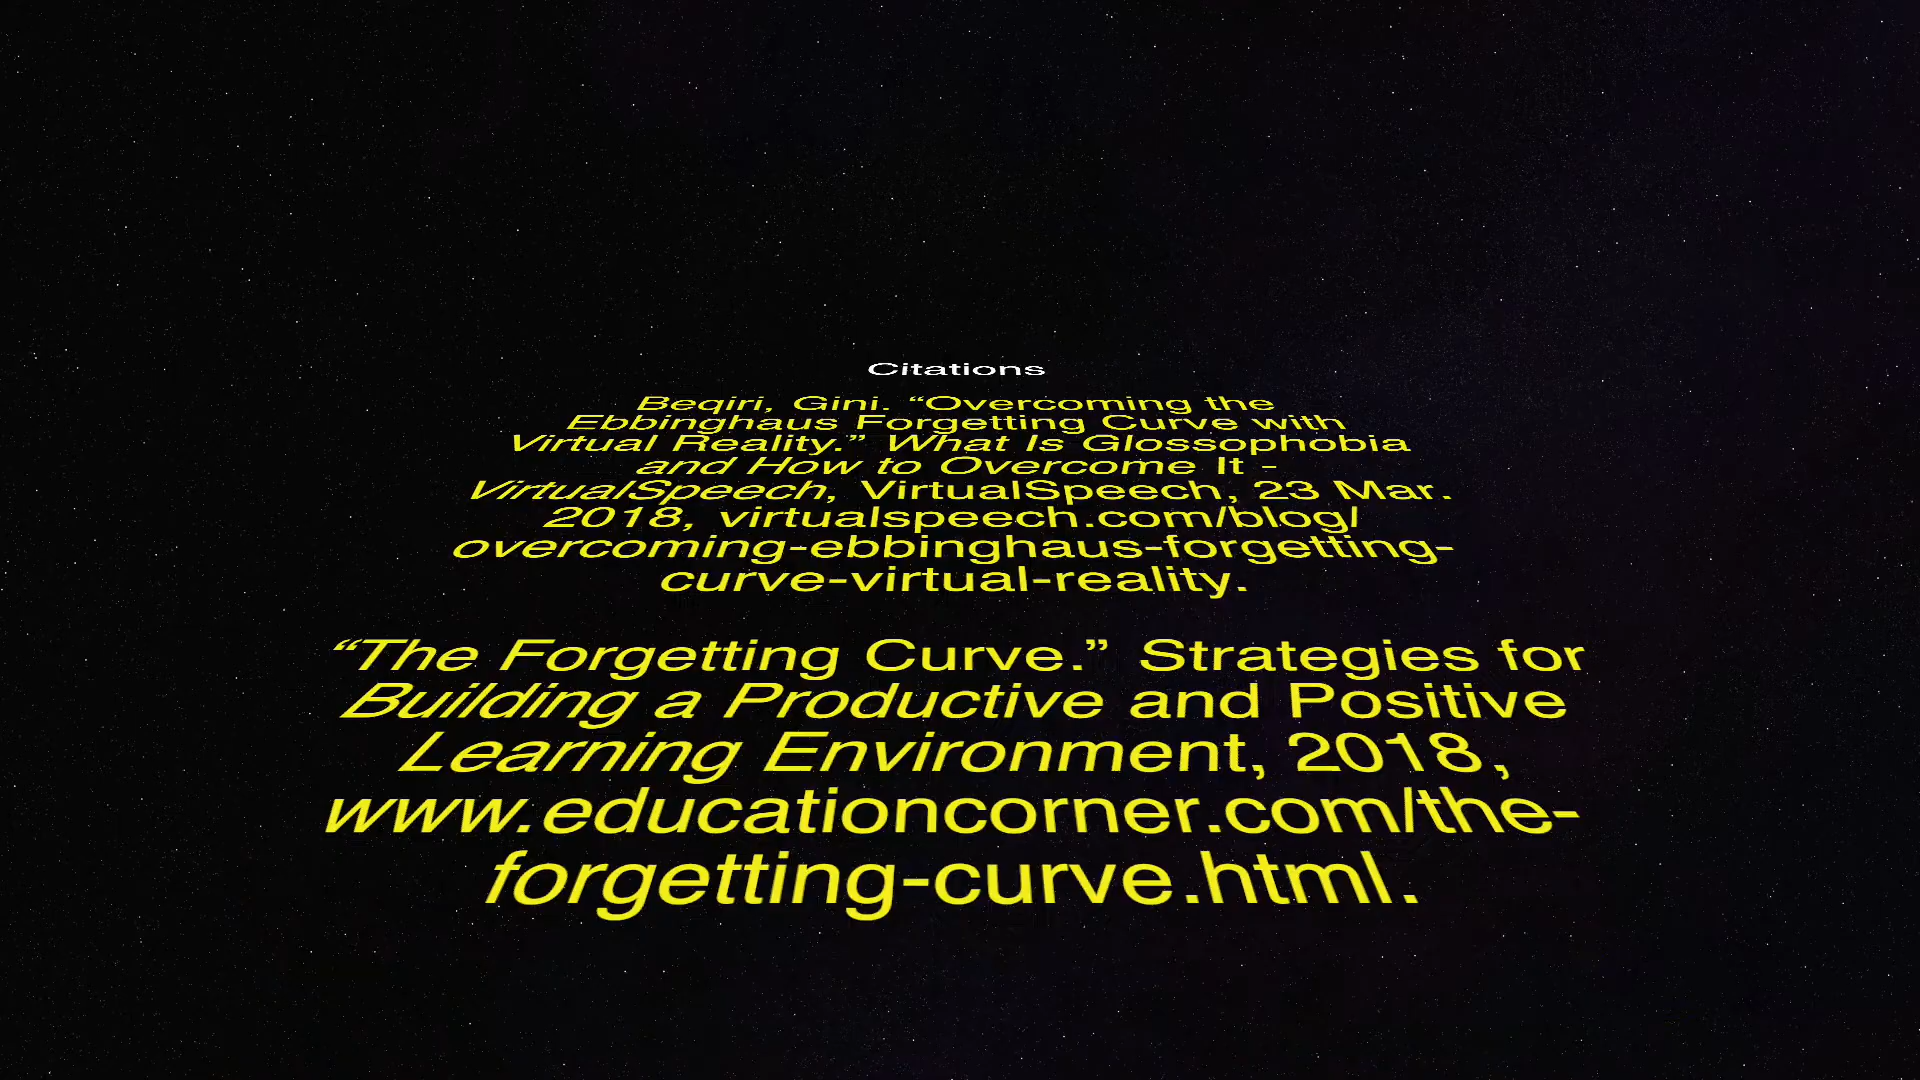 Citations
Beqiri, Gini. “Overcoming the
Ebbinghaus Forgetting Curve with
Virtual Reality.” What Is Glossophobia
and How to Overcome It -
VirtualSpeech, VirtualSpeech, 23 Mar.
2018, virtualspeech.com/blog/
overcoming-ebbinghaus-forgetting-
curve-virtual-reality.
“The Forgetting Curve.” Strategies for
Building a Productive and Positive
Learning Environment, 2018,
www.educationcorner.com/the-
forgetting-curve.html.